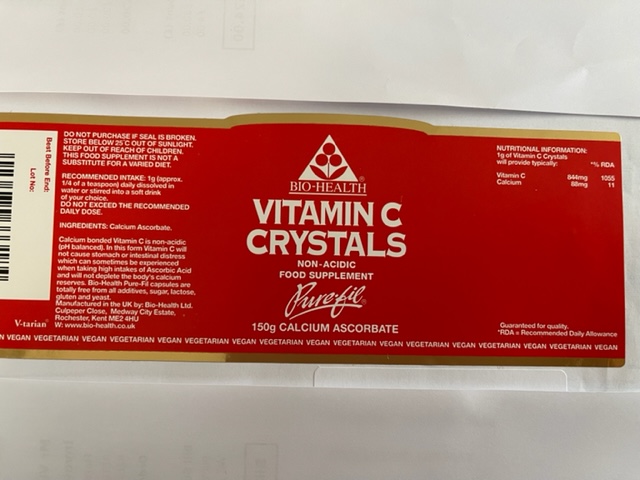 Best Before End:
Lot No:
DO NOT PURCHASE IF SEAL IS BROKEN.
STORE BELOW 25°C OUT OF SUNLIGHT.
KEEP OUT OF REACH OF CHILDREN.
THIS FOOD SUPPLEMENT IS NOT A
SUBSTITUTE FOR A VARIED DIET.
RECOMMENDED INTAKE: 1g (approx.
1/4 of a teaspoon) daily dissolved in
water or stirred into a soft drink
of your choice.
DO NOT EXCEED THE RECOMMENDED
DAILY DOSE.
INGREDIENTS: Calcium Ascorbate.
Calcium bonded Vitamin C is non-acidic
(pH balanced). In this form Vitamin C will
not cause stomach or intestinal distress
which can sometimes be experienced
when taking high intakes of Ascorbic Acid
and will not deplete the body's calcium
reserves. Bio-Health Pure-Fil capsules are
totally free from all additives, sugar, lactose,
gluten and yeast.
Manufactured in the UK by: Bio-Health Ltd.
Culpeper Close, Medway City Estate,
Rochester, Kent ME2 4HU
W: www.bio-health.co.uk
V-tarian
BIO-HEALTH®
VITAMIN C
CRYSTALS
NON-ACIDIC
FOOD SUPPLEMENT
Pure-fil®
150g CALCIUM ASCORBATE
NUTRITIONAL INFORMATION:
1g of Vitamin C Crystals
will provide typically: *% RDA
Vitamin C 844mg 1055
Calcium 88mg 11
Guaranteed for quality.
*RDA = Recommended Daily Allowance
N VEGAN VEGETARIAN VEGAN VEGETARIAN VEGAN VEGETARIAN VEGAN VEGETARIAN VEGAN VEGETARIAN VEGAN VEGETARIAN VEGAN VEGETARIAN VEGAN VEGETARIAN VEGAN VEGETARIAN VEGAN